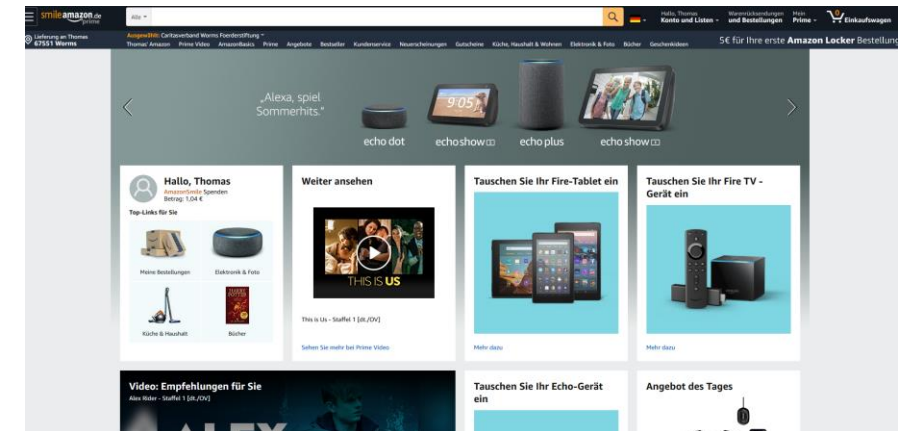 smile amazon.de
prime
Alle
Hallo, Thomas
Konto und Listen
Warenrücksendungen
und Bestellungen
Mein
Prime
0
Einkaufswagen
Lieferung an Thomas
67551 Worms
Ausgewählt: Caritasverband Worms Foerderstiftung
Thomas' Amazon Prime Video AmazonBasics Prime Angebote Bestseller Kundenservice Neuerscheinungen Gutscheine Küche, Haushalt & Wohnen Elektronik & Foto Bücher Geschenkideen
5€ für Ihre erste Amazon Locker Bestellung
„Alexa, spiel
Sommerhits.“
9:05
echo dot
echo show
echo plus
echo show
Hallo, Thomas
AmazonSmile Spenden
Betrag: 1,04 €
Top-Links für Sie
Meine Bestellungen
Elektronik & Foto
HARRY
POTTER
Küche & Haushalt
Bücher
Weiter ansehen
THIS IS US
This is Us - Staffel 1 [dt./OV]
Sehen Sie mehr bei Prime Video
Tauschen Sie Ihr Fire-Tablet ein
Mehr dazu
Tauschen Sie Ihr Fire TV -
Gerät ein
Mehr dazu
Video: Empfehlungen für Sie
Alex Rider - Staffel 1 [dt./OV]
ALEX
Tauschen Sie Ihr Echo-Gerät
ein
Angebot des Tages